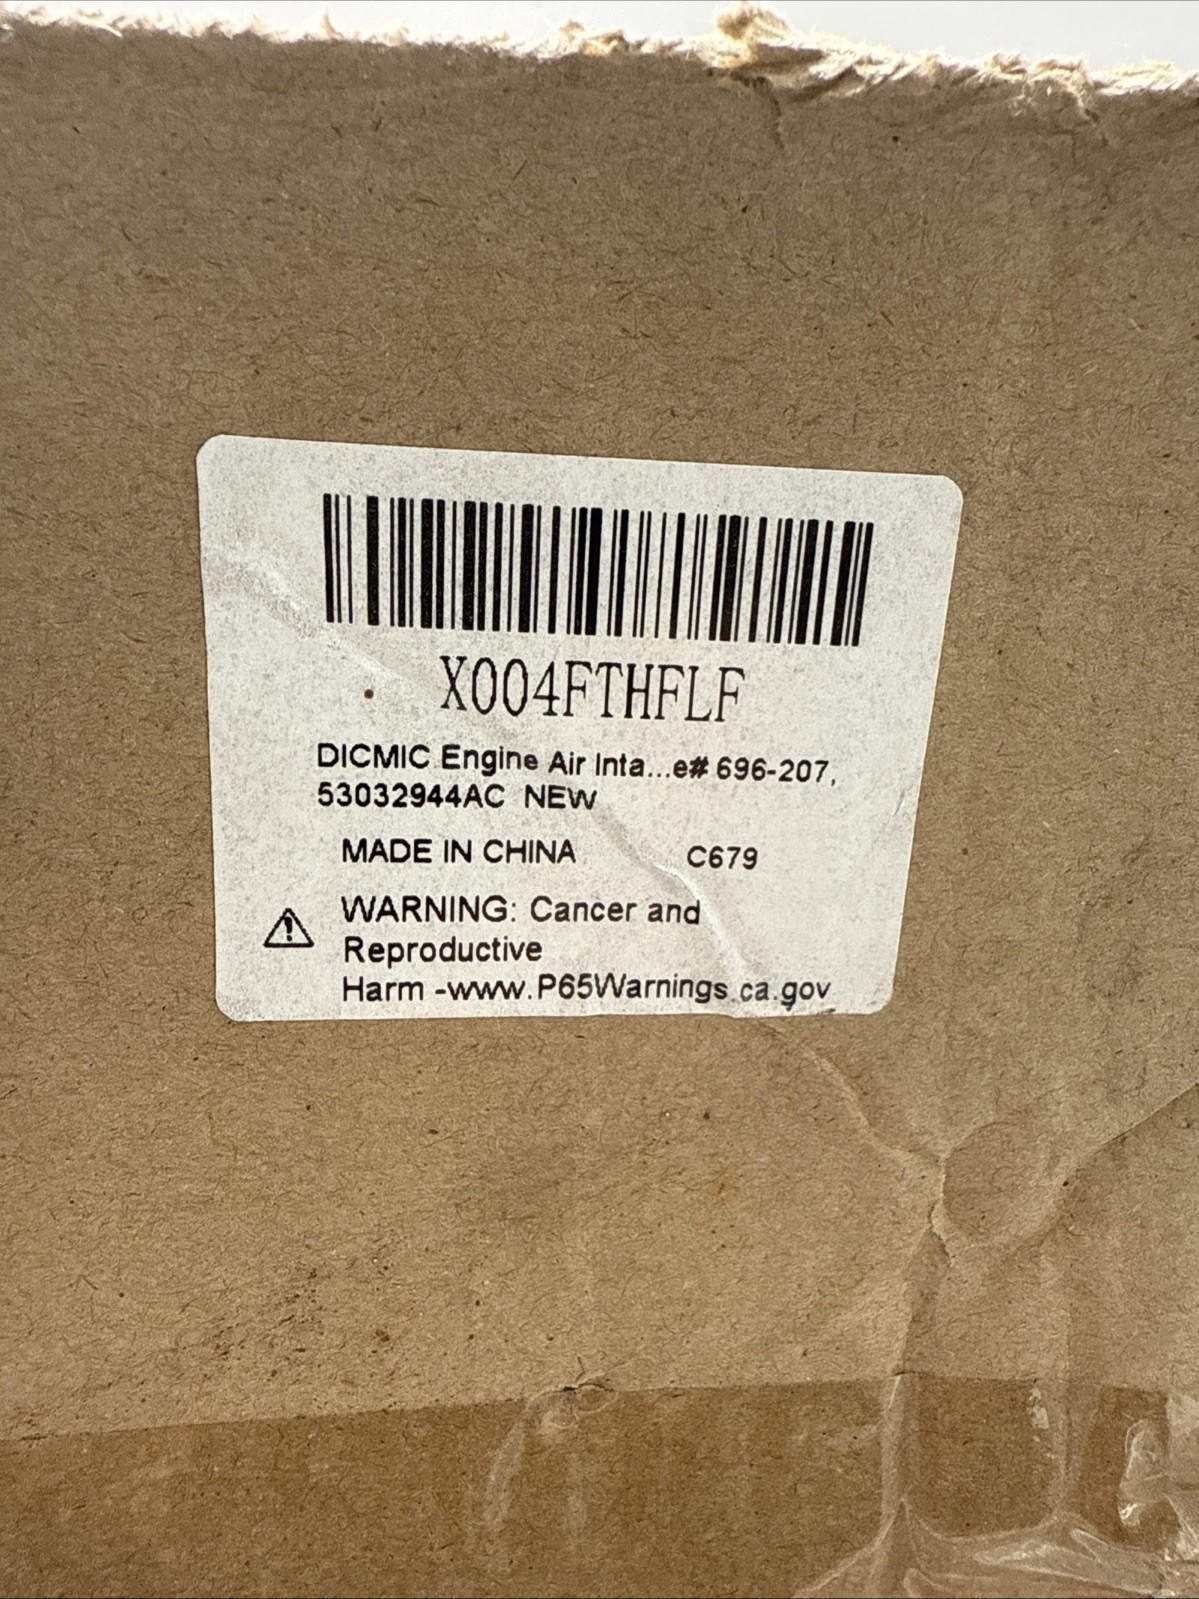 X004FTHFLF
DICMIC Engine Air Inta...e# 696-207,
53032944AC NEW
MADE IN CHINA C679
WARNING: Cancer and
Reproductive
Harm -www.P65Warnings.ca.gov